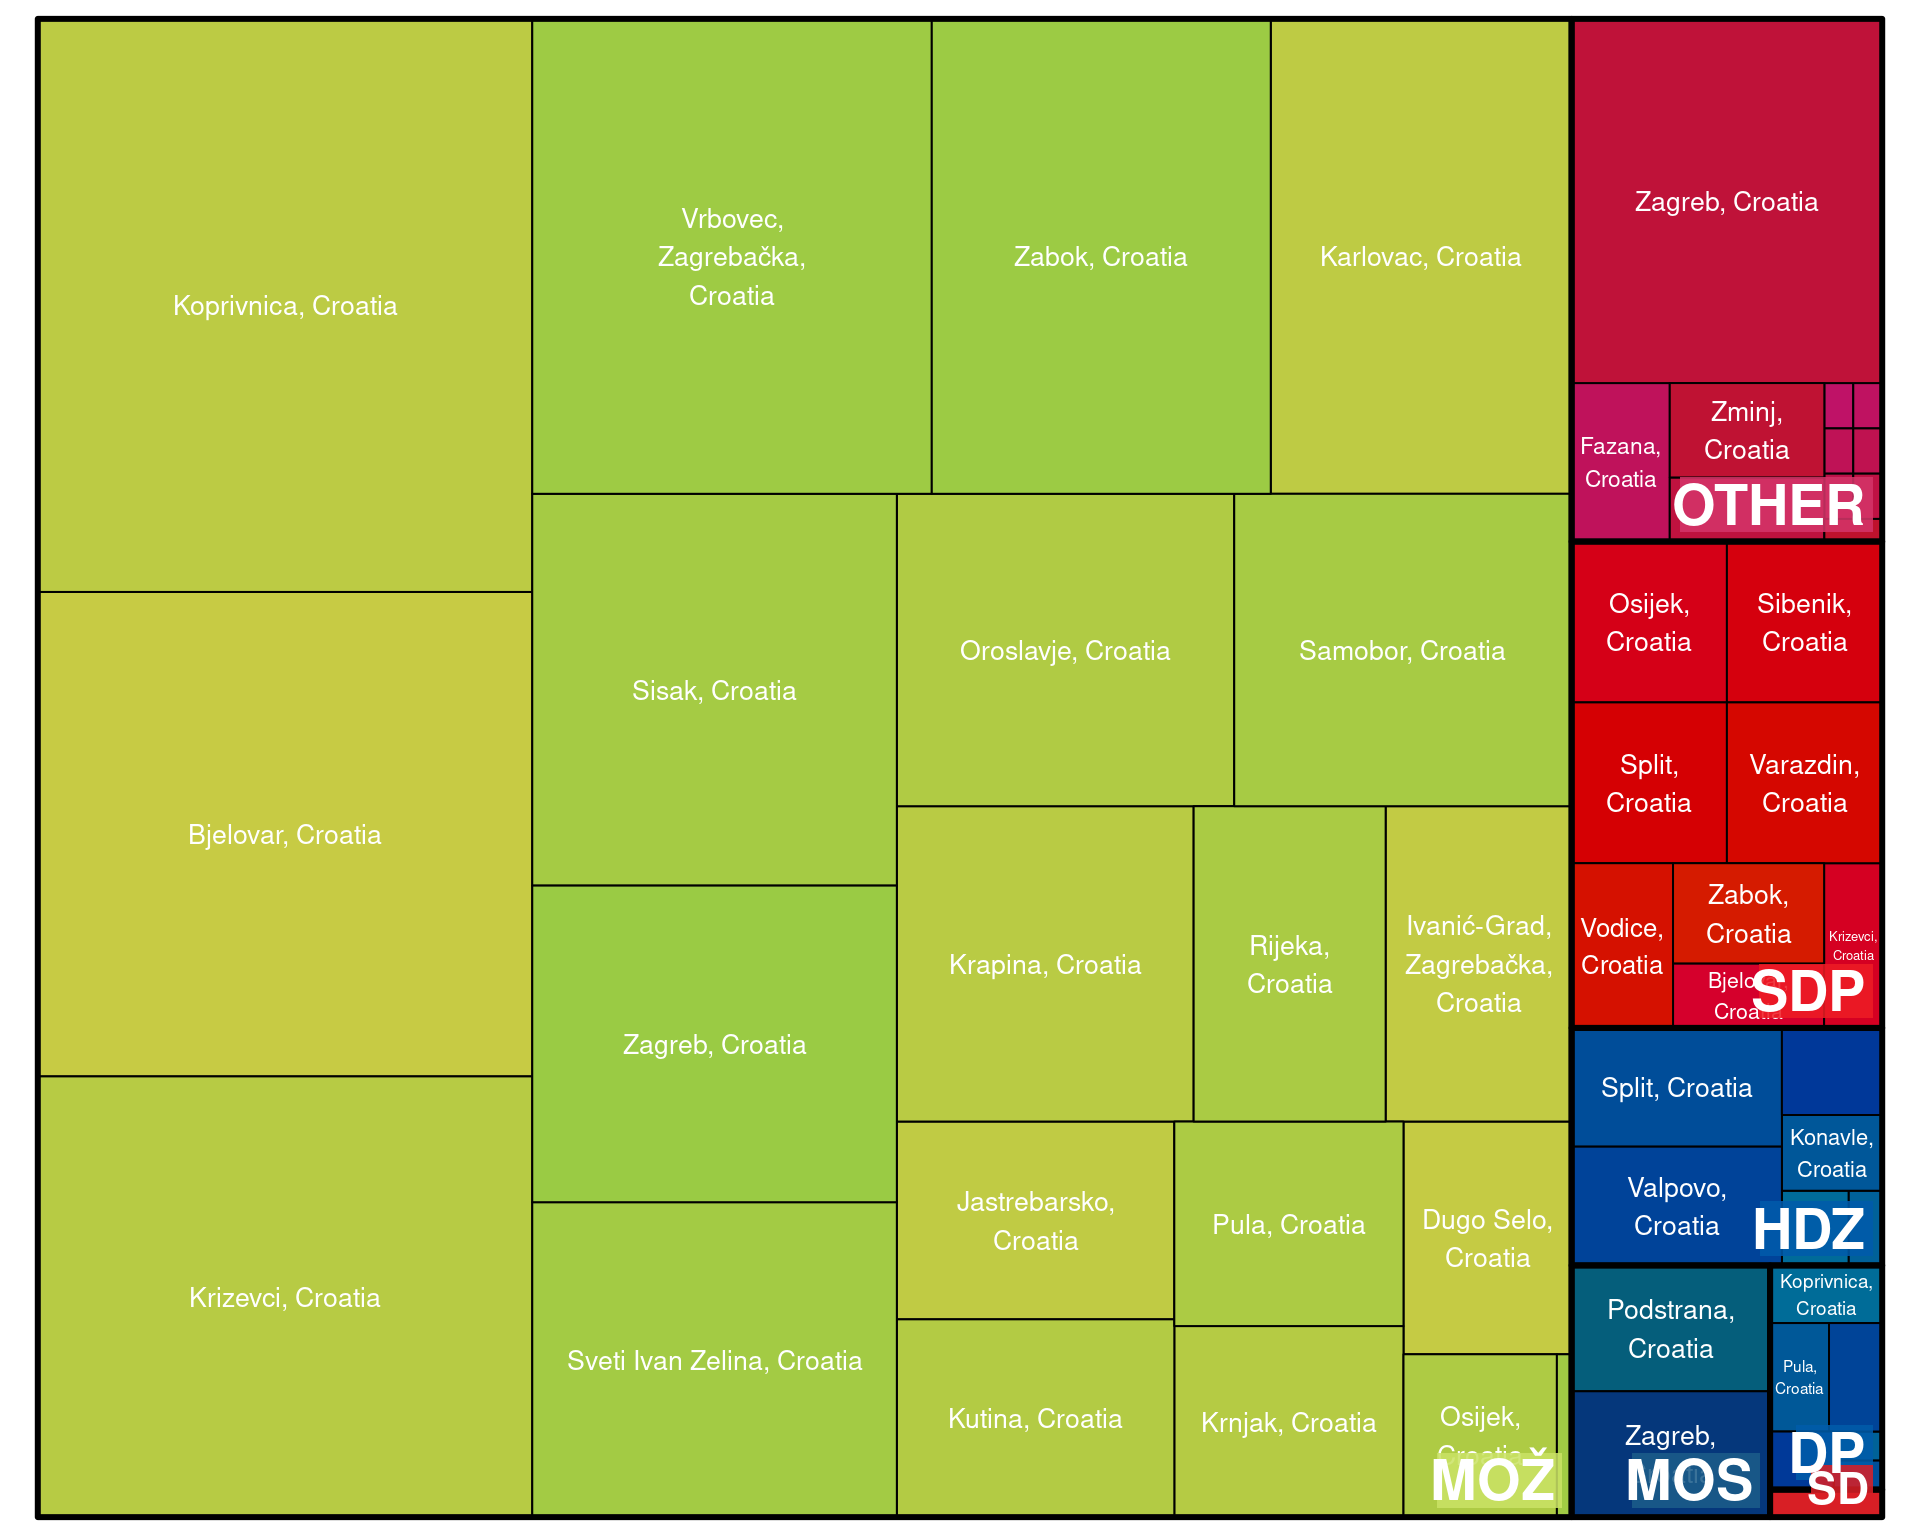 Koprivnica, Croatia
Bjelovar, Croatia
Krizevci, Croatia
Vrbovec,
Zagrebačka,
Croatia
Zabok, Croatia
Karlovac, Croatia
Sisak, Croatia
Zagreb, Croatia
Sveti Ivan Zelina, Croatia
Oroslavje, Croatia
Samobor, Croatia
Krapina, Croatia
Rijeka,
Croatia
Ivanić-Grad,
Zagrebačka,
Croatia
Jastrebarsko,
Croatia
Kutina, Croatia
Pula, Croatia
Krnjak, Croatia
Dugo Selo,
Croatia
Osijek,
Croatia
MOŽ
Zagreb, Croatia
Fazana,
Croatia
Zminj,
Croatia
OTHER
Osijek,
Croatia
Sibenik,
Croatia
Split,
Croatia
Varazdin,
Croatia
Vodice,
Croatia
Zabok,
Croatia
Krizevci,
Croatia
Bjelovar,
Croatia
SDP
Split, Croatia
Konavle,
Croatia
Valpovo,
Croatia
HDZ
Podstrana,
Croatia
Zagreb,
Croatia
MOS
Koprivnica,
Croatia
Pula,
Croatia
DP
SD